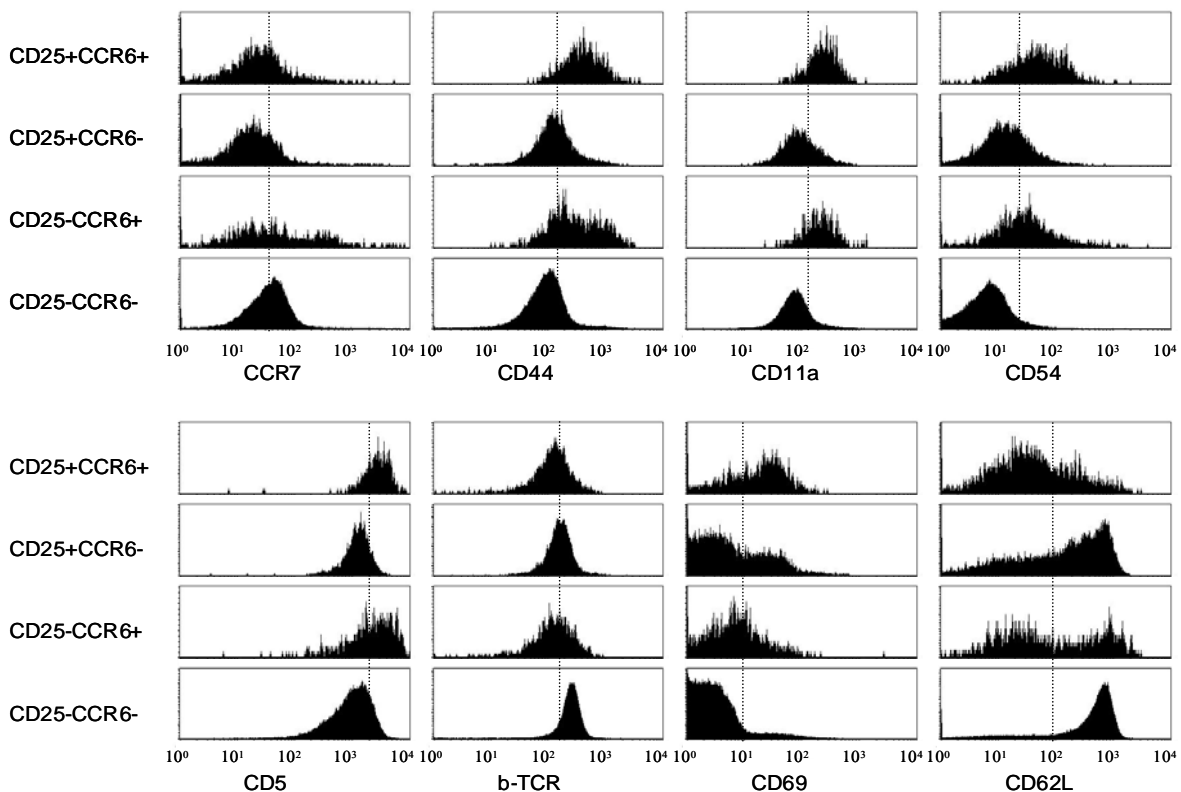 CD25+CCR6+
CD25+CCR6-
CD25-CCR6+
CD25-CCR6-
10⁰ 10¹ 10² 10³ 10⁴ 10⁰ 10¹ 10² 10³ 10⁴ 10⁰ 10¹ 10² 10³ 10⁴ 10⁰ 10¹ 10² 10³ 10⁴
CCR7 CD44 CD11a CD54
CD25+CCR6+
CD25+CCR6-
CD25-CCR6+
CD25-CCR6-
10⁰ 10¹ 10² 10³ 10⁴ 10⁰ 10¹ 10² 10³ 10⁴ 10⁰ 10¹ 10² 10³ 10⁴ 10⁰ 10¹ 10² 10³ 10⁴
CD5 b-TCR CD69 CD62L